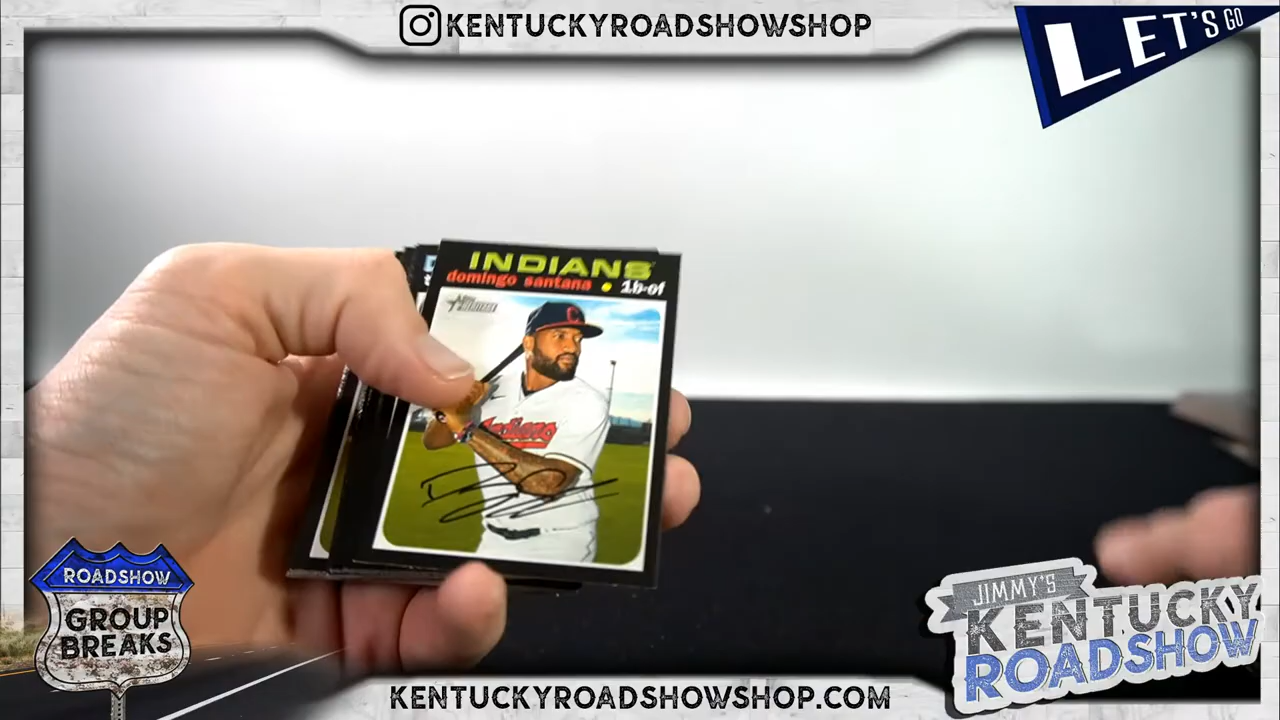 KENTUCKYROADSHOWSHOP
LET'S GO
INDIANS
domingo santana • 1b-of
Heritage
Indians
C
ROADSHOW
GROUP
BREAKS
JIMMY'S
KENTUCKY
ROADSHOW
KENTUCKYROADSHOWSHOP.COM